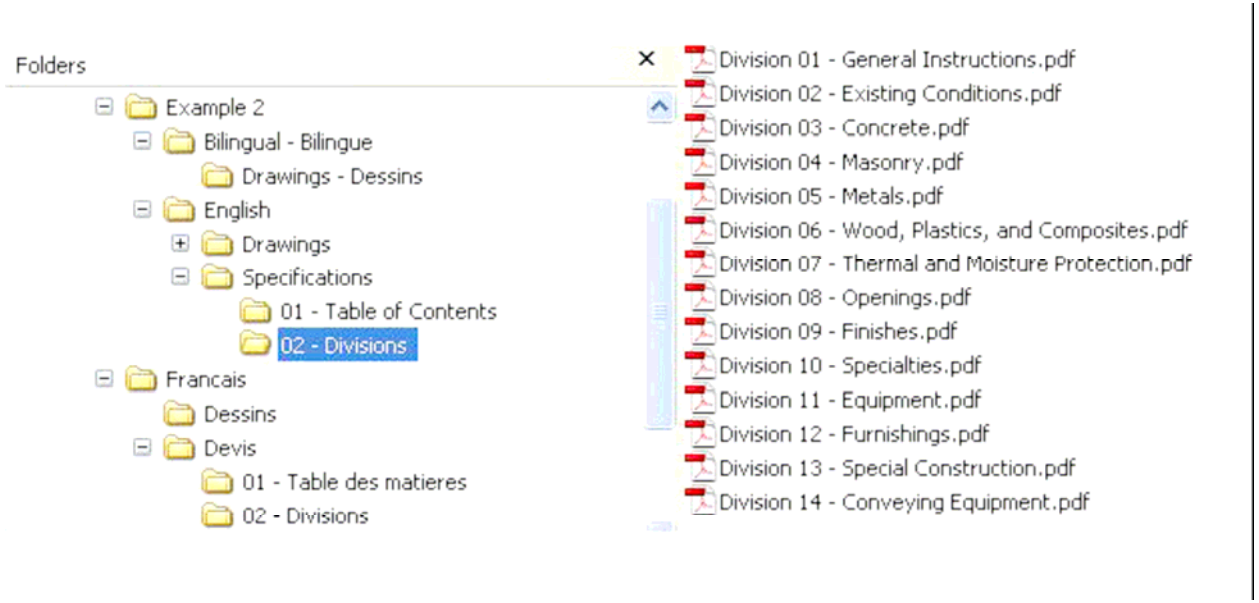 Folders
Example 2
Bilingual - Bilingue
Drawings - Dessins
English
Drawings
Specifications
01 - Table of Contents
02 - Divisions
Francais
Dessins
Devis
01 - Table des matieres
02 - Divisions
Division 01 - General Instructions.pdf
Division 02 - Existing Conditions.pdf
Division 03 - Concrete.pdf
Division 04 - Masonry.pdf
Division 05 - Metals.pdf
Division 06 - Wood, Plastics, and Composites.pdf
Division 07 - Thermal and Moisture Protection.pdf
Division 08 - Openings.pdf
Division 09 - Finishes.pdf
Division 10 - Specialties.pdf
Division 11 - Equipment.pdf
Division 12 - Furnishings.pdf
Division 13 - Special Construction.pdf
Division 14 - Conveying Equipment.pdf